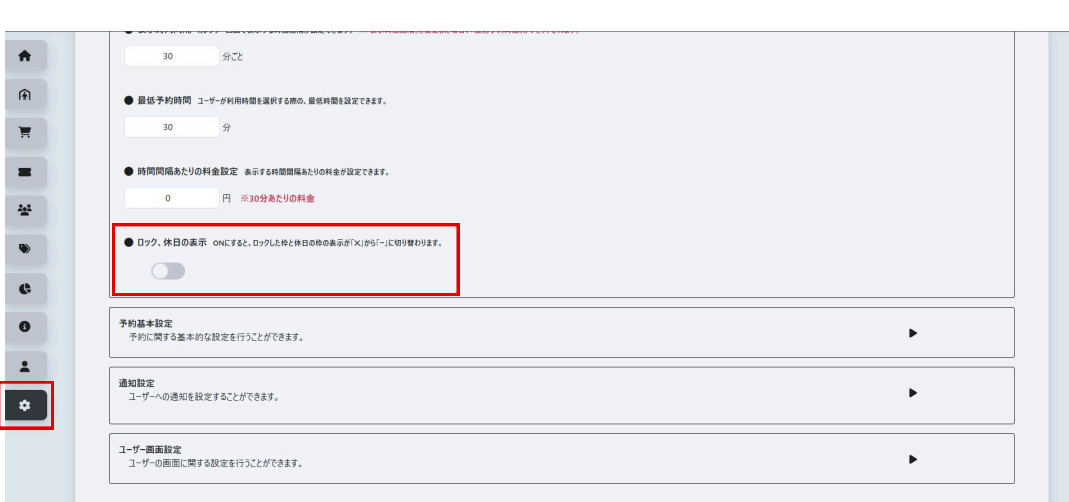 30 分ごと
● 最低予約時間 ユーザーが利用時間を選択する際の、最低時間を設定できます。
30 分
● 時間間隔あたりの料金設定 表示する時間間隔あたりの料金が設定できます。
0 円 ※30分あたりの料金
● ロック、休日の表示 ONにすると、ロックした枠と休日の枠の表示が「×」から「−」に切り替わります。
予約基本設定
予約に関する基本的な設定を行うことができます。
通知設定
ユーザーへの通知を設定することができます。
ユーザー画面設定
ユーザーの画面に関する設定を行うことができます。